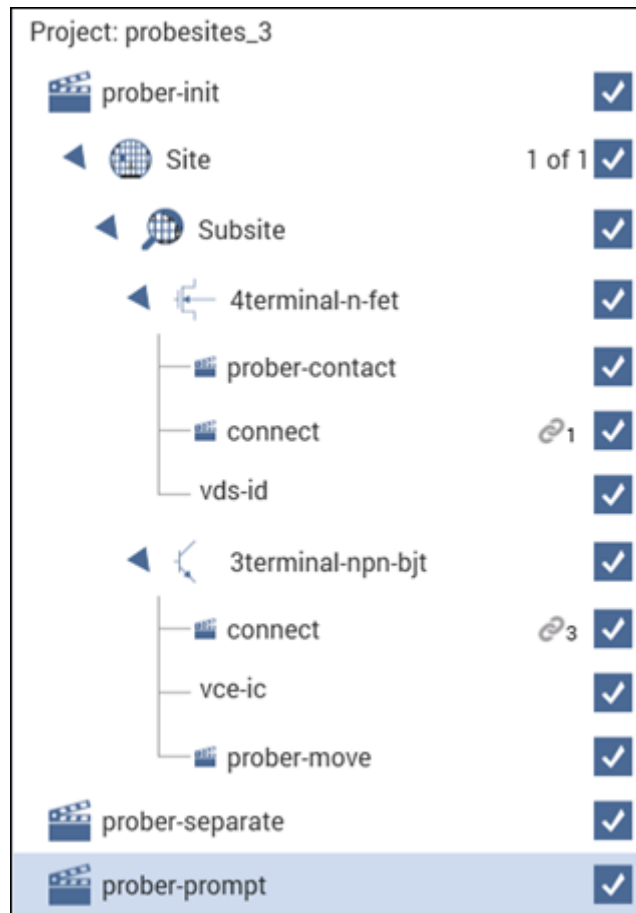 Project: probesites_3
prober-init
Site 1 of 1
Subsite
4terminal-n-fet
prober-contact
connect 1
vds-id
3terminal-npn-bjt
connect 3
vce-ic
prober-move
prober-separate
prober-prompt